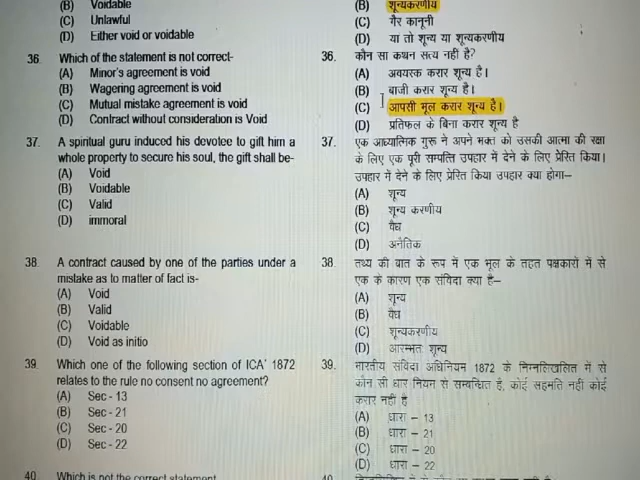 (B) Voidable
(C) Unlawful
(D) Either void or voidable
36. Which of the statement is not correct-
(A) Minor's agreement is void
(B) Wagering agreement is void
(C) Mutual mistake agreement is void
(D) Contract without consideration is Void
37. A spiritual guru induced his devotee to gift him a
whole property to secure his soul, the gift shall be-
(A) Void
(B) Voidable
(C) Valid
(D) immoral
38. A contract caused by one of the parties under a
mistake as to matter of fact is-
(A) Void
(B) Valid
(C) Voidable
(D) Void as initio
39. Which one of the following section of ICA' 1872
relates to the rule no consent no agreement?
(A) Sec - 13
(B) Sec - 21
(C) Sec - 20
(D) Sec - 22
40. Which is not the correct statement
(B) शून्यकरणीय
(C) गैर कानूनी
(D) या तो शून्य या शून्यकरणीय
36. कौन सा कथन सत्य नहीं है?
(A) अवयरक करार शून्य है।
(B) बाजी करार शून्य है।
(C) आपसी मूल करार शून्य है।
(D) प्रतिफल के बिना करार शून्य है
37. एक आध्यात्मिक गुरू ने अपने भक्त को उसकी आत्मा की रक्षा
के लिए एक पूरी सम्पत्ति उपहार में देने के लिए प्रेरित किया।
उपहार में देने के लिए प्रेरित किया उपहार क्या होगा–
(A) शून्य
(B) शून्य करणीय
(C) वैध
(D) अनैतिक
38. तथ्य की बात के रूप में एक मूल के तहत पक्षकारों में से
एक के कारण एक संविदा क्या है–
(A) शून्य
(B) वैध
(C) शून्यकरणीय
(D) आरम्भतः शून्य
39. भारतीय संविदा अधिनियम 1872 के निम्नलिखित में से
कौन सी धार नियम से सम्बन्धित है, कोई सहमति नही कोई
करार नहीं है
(A) धारा – 13
(B) धारा – 21
(C) धारा – 20
(D) धारा – 22
40.